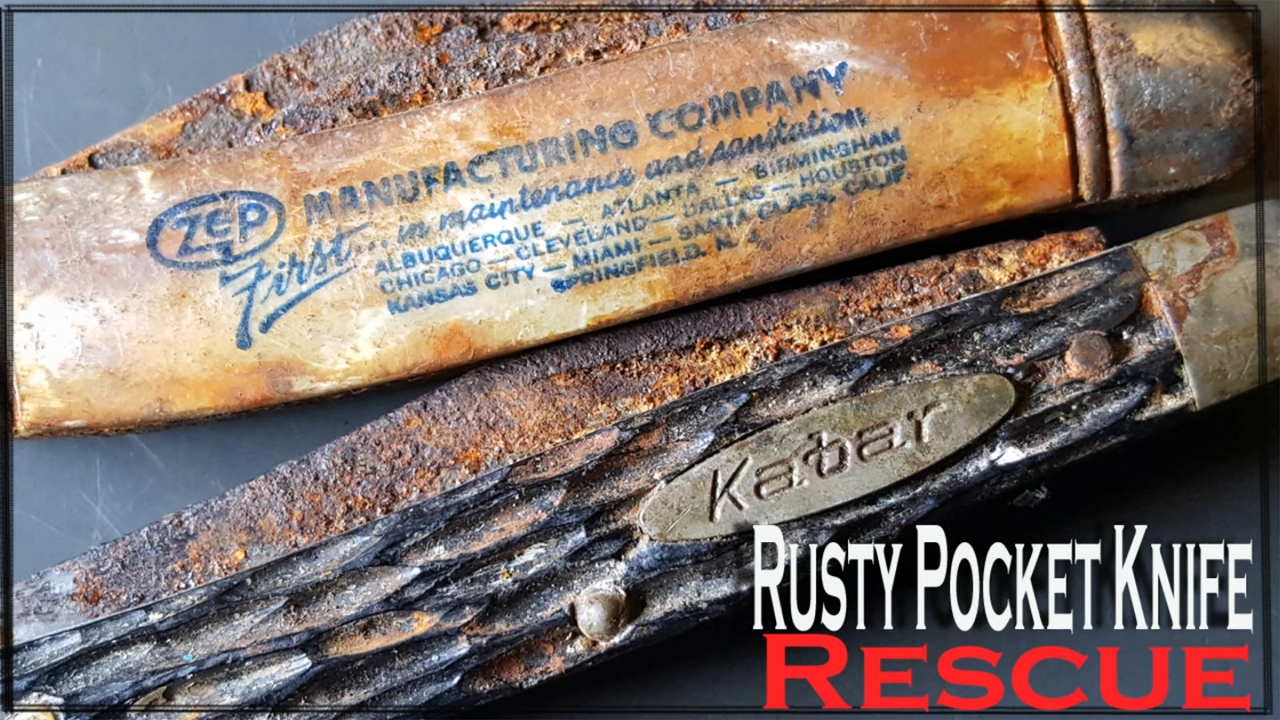 ZEP MANUFACTURING COMPANY
First... in maintenance and sanitation
ALBUQUERQUE — ATLANTA — BIRMINGHAM
CHICAGO — CLEVELAND — DALLAS — HOUSTON
KANSAS CITY — MIAMI — SANTA CLARA, CALIF.
SPRINGFIELD, N.
Kabar
RUSTY POCKET KNIFE
RESCUE